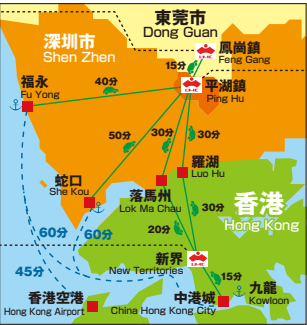 東莞市
Dong Guan
深圳市
Shen Zhen
鳳崗鎮
Feng Gang
15分
福永
Fu Yong
40分
平湖鎮
Ping Hu
50分
30分
30分
羅湖
Luo Hu
蛇口
She Kou
落馬州
Lok Ma Chau
30分
香港
Hong Kong
20分
60分
60分
新界
New Territories
45分
15分
九龍
Kowloon
香港空港
Hong Kong Airport
中港城
China Hong Kong City